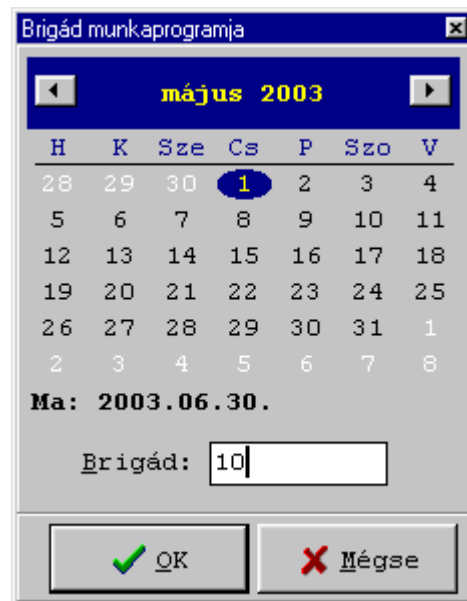 Brigád munkaprogramja
május 2003
H K Sze Cs P Szo V
28 29 30 1 2 3 4
5 6 7 8 9 10 11
12 13 14 15 16 17 18
19 20 21 22 23 24 25
26 27 28 29 30 31 1
2 3 4 5 6 7 8
Ma: 2003.06.30.
Brigád: 10
OK Mégse